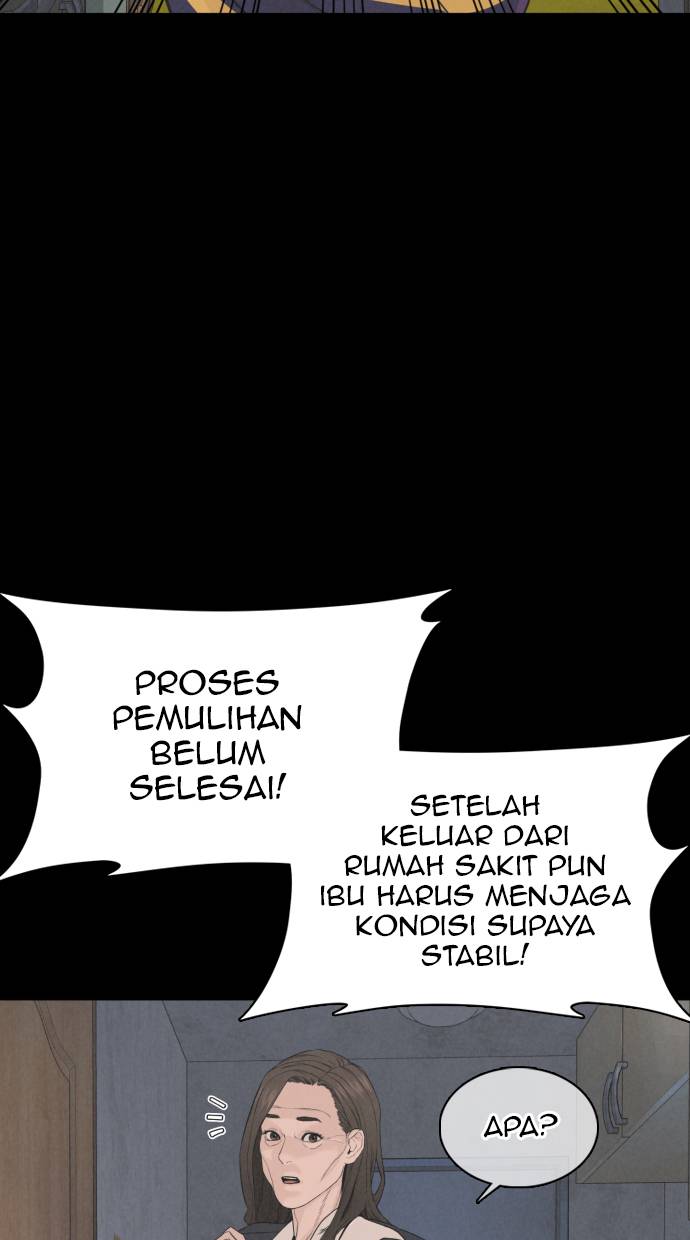 PROSES
PEMULIHAN
BELUM
SELESAI!
SETELAH
KELUAR DARI
RUMAH SAKIT PUN
IBU HARUS MENJAGA
KONDISI SUPAYA
STABIL!
APA?